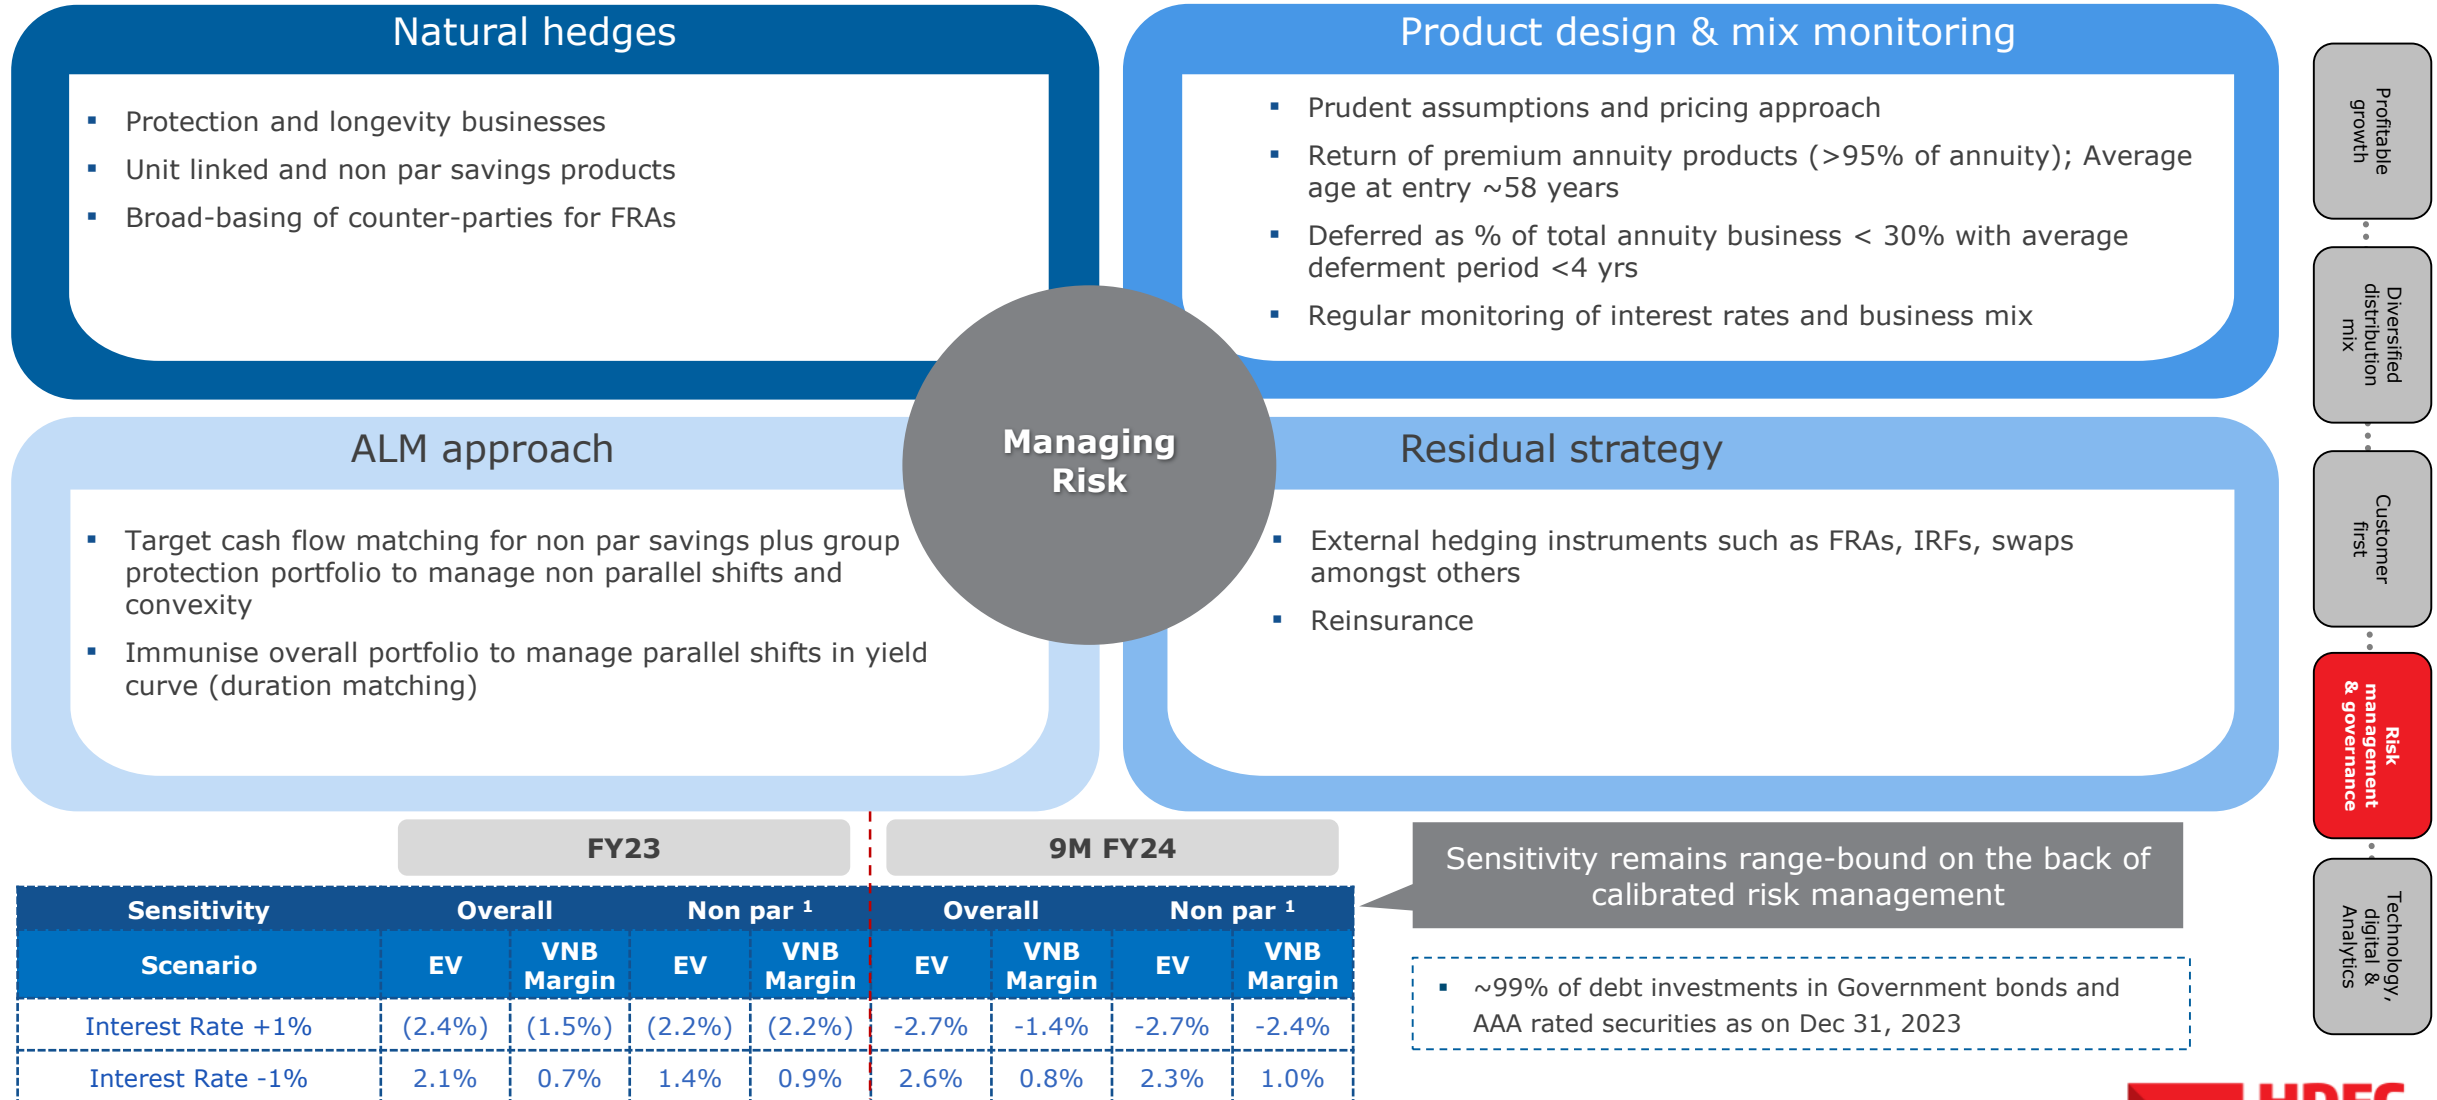 Natural hedges
▪ Protection and longevity businesses
▪ Unit linked and non par savings products
▪ Broad-basing of counter-parties for FRAs
Product design & mix monitoring
▪ Prudent assumptions and pricing approach
▪ Return of premium annuity products (>95% of annuity); Average
age at entry ~58 years
▪ Deferred as % of total annuity business < 30% with average
deferment period <4 yrs
▪ Regular monitoring of interest rates and business mix
Managing
Risk
ALM approach
▪ Target cash flow matching for non par savings plus group
protection portfolio to manage non parallel shifts and
convexity
▪ Immunise overall portfolio to manage parallel shifts in yield
curve (duration matching)
Residual strategy
▪ External hedging instruments such as FRAs, IRFs, swaps
amongst others
▪ Reinsurance
FY23 9M FY24
Sensitivity Overall Non par 1 Overall Non par 1
Scenario EV VNB Margin EV VNB Margin EV VNB Margin EV VNB Margin
Interest Rate +1% (2.4%) (1.5%) (2.2%) (2.2%) -2.7% -1.4% -2.7% -2.4%
Interest Rate -1% 2.1% 0.7% 1.4% 0.9% 2.6% 0.8% 2.3% 1.0%
Sensitivity remains range-bound on the back of
calibrated risk management
▪ ~99% of debt investments in Government bonds and
AAA rated securities as on Dec 31, 2023
Profitable
growth
Diversified
distribution
mix
Customer
first
Risk
management
& governance
Technology,
digital &
Analytics
HDFC